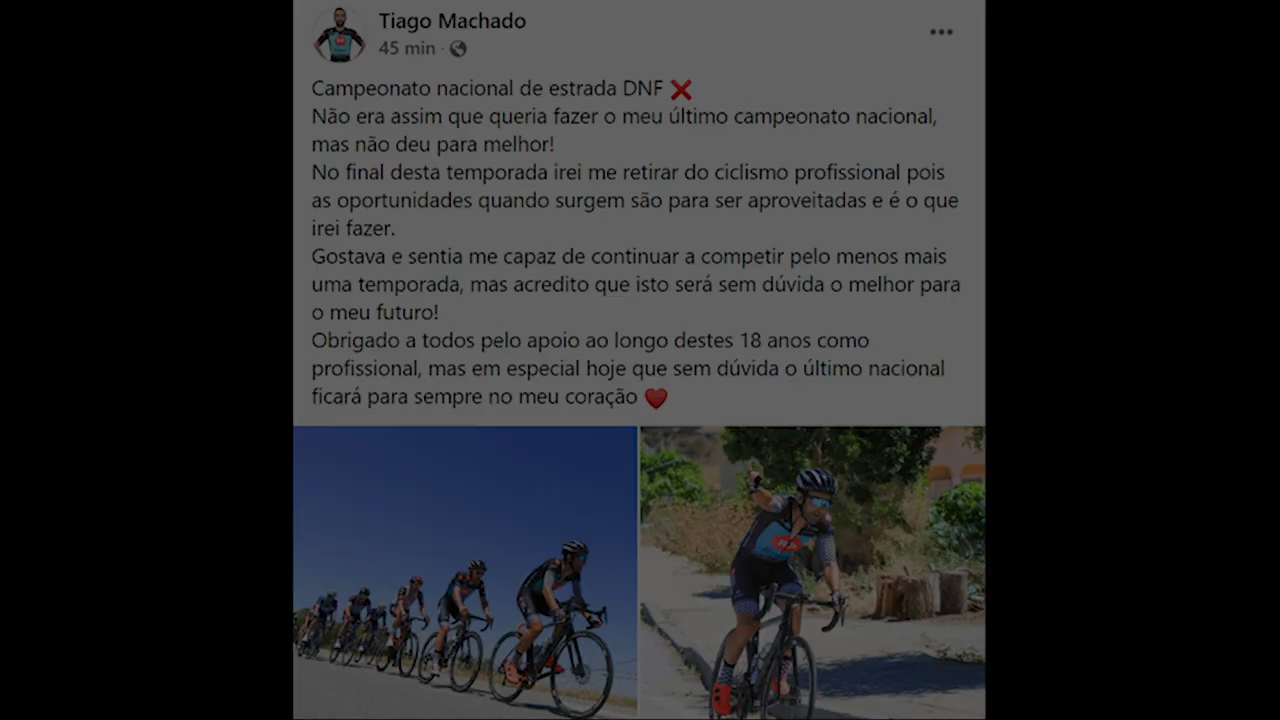 Tiago Machado
45 min ·
Campeonato nacional de estrada DNF ❌
Não era assim que queria fazer o meu último campeonato nacional,
mas não deu para melhor!
No final desta temporada irei me retirar do ciclismo profissional pois
as oportunidades quando surgem são para ser aproveitadas e é o que
irei fazer.
Gostava e sentia me capaz de continuar a competir pelo menos mais
uma temporada, mas acredito que isto será sem dúvida o melhor para
o meu futuro!
Obrigado a todos pelo apoio ao longo destes 18 anos como
profissional, mas em especial hoje que sem dúvida o último nacional
ficará para sempre no meu coração ♥